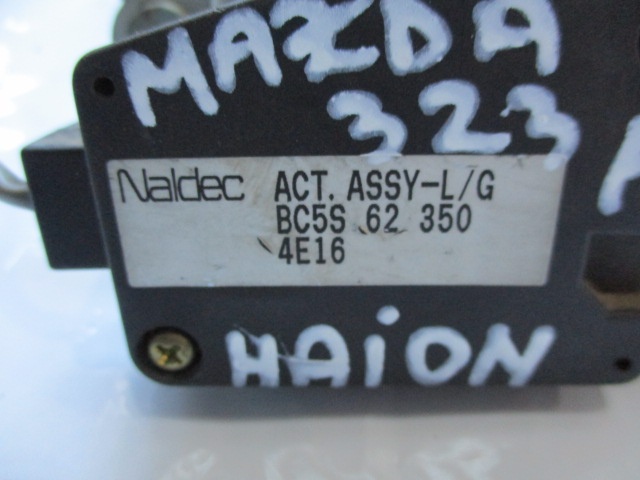 MAZDA
323 F
Naldec ACT. ASSY-L/G
BC5S 62 350
4E16
HAiON